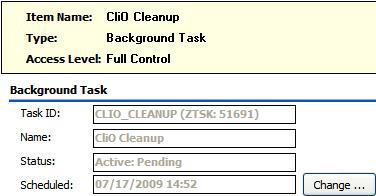 Item Name: CliO Cleanup
Type: Background Task
Access Level: Full Control
Background Task
Task ID: CLIO_CLEANUP (ZTSK: 51691)
Name: CliO Cleanup
Status: Active: Pending
Scheduled: 07/17/2009 14:52 Change ...